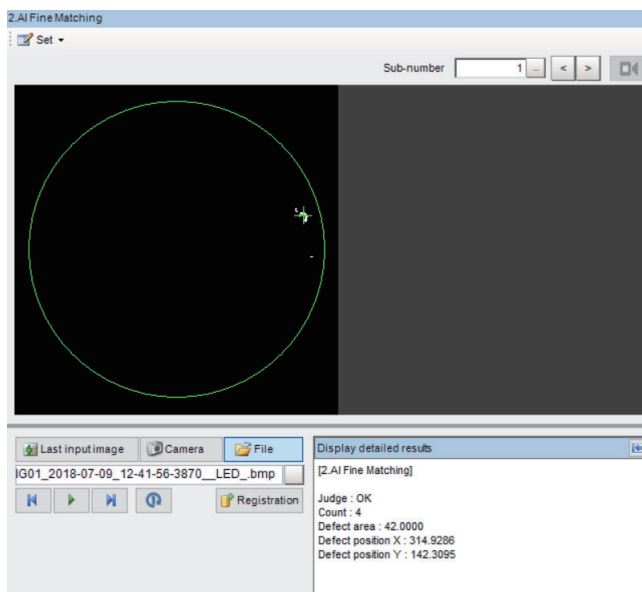 2.AI Fine Matching
Set
Sub-number 1 ... < >
Last input image Camera File
IG01_2018-07-09_12-41-56-3870__LED_.bmp
Registration
Display detailed results
[2.AI Fine Matching]
Judge : OK
Count : 4
Defect area : 42.0000
Defect position X : 314.9286
Defect position Y : 142.3095